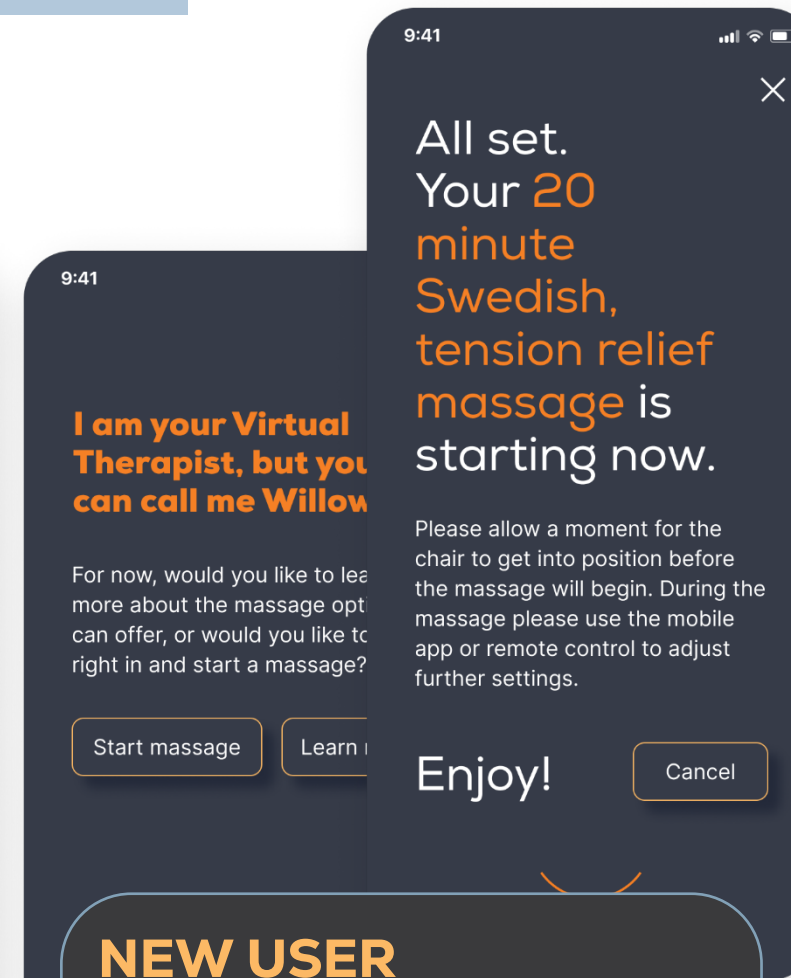 9:41
All set.
Your 20
minute
Swedish,
tension relief
massage is
starting now.
Please allow a moment for the
chair to get into position before
the massage will begin. During the
massage please use the mobile
app or remote control to adjust
further settings.
Enjoy!
Cancel
9:41
I am your Virtual
Therapist, but you
can call me Willow
For now, would you like to
more about the massage
can offer, or would you like to
right in and start a massage?
Start massage
Learn
NEW USER